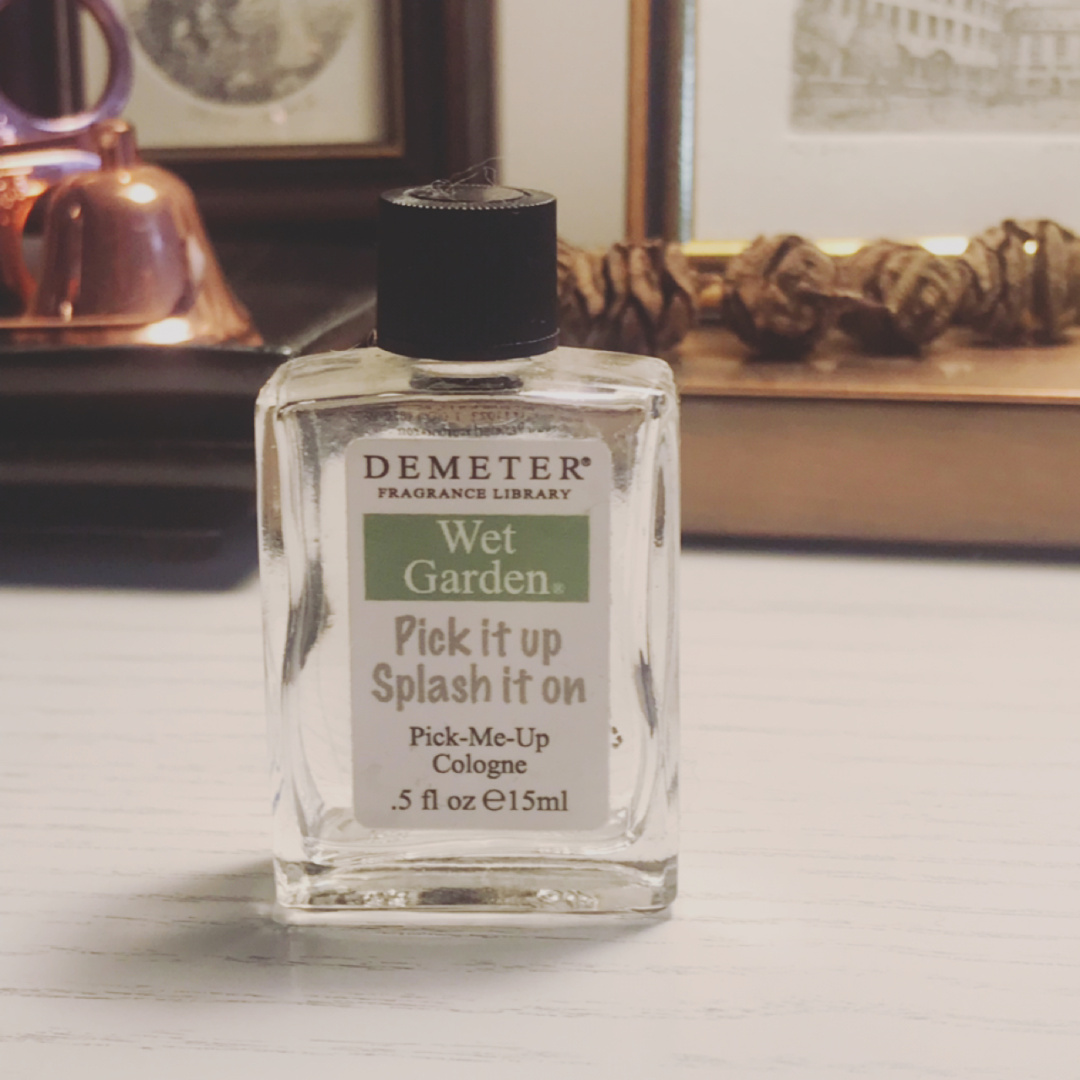 DEMETER®
FRAGRANCE LIBRARY
Wet
Garden®
Pick it up
Splash it on
Pick-Me-Up
Cologne
.5 fl oz ℮15ml